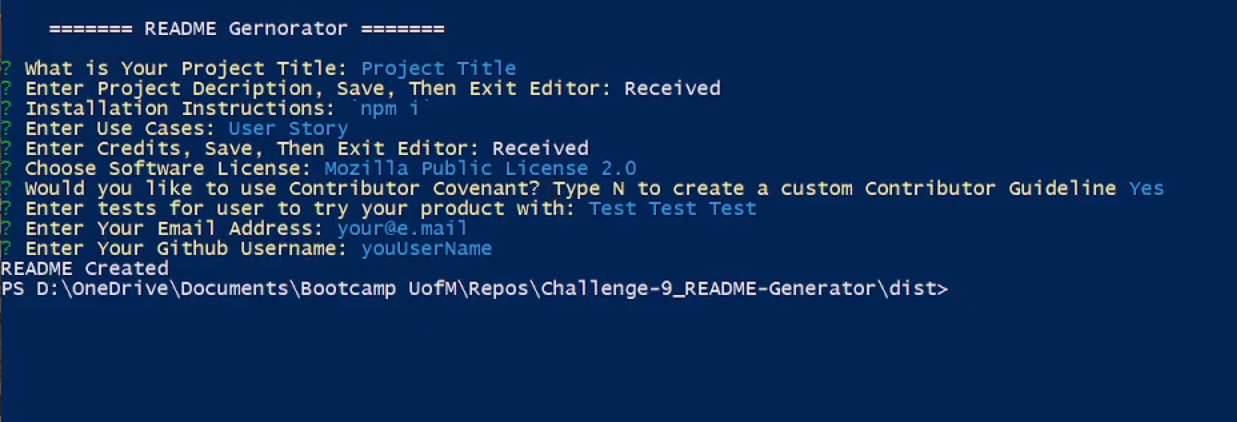 ======= README Gernorator =======
? What is Your Project Title: Project Title
? Enter Project Decription, Save, Then Exit Editor: Received
? Installation Instructions: `npm i`
? Enter Use Cases: User Story
? Enter Credits, Save, Then Exit Editor: Received
? Choose Software License: Mozilla Public License 2.0
? Would you like to use Contributor Covenant? Type N to create a custom Contributor Guideline Yes
? Enter tests for user to try your product with: Test Test Test
? Enter Your Email Address: your@e.mail
? Enter Your Github Username: youUserName
README Created
PS D:\OneDrive\Documents\Bootcamp UofM\Repos\Challenge-9_README-Generator\dist>